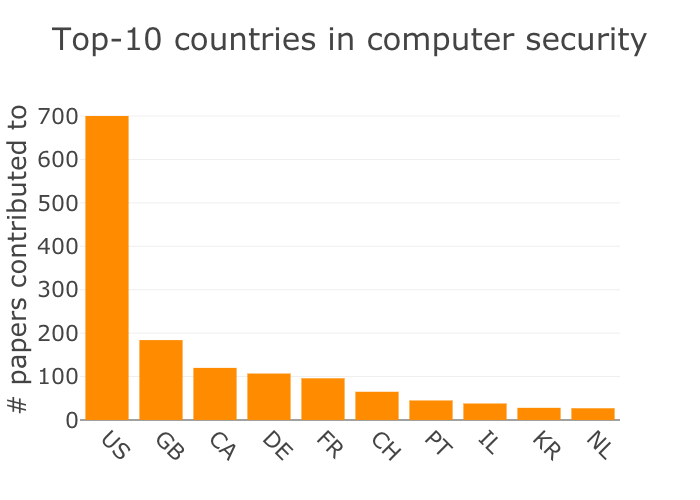 Top-10 countries in computer security
# papers contributed to
700
600
500
400
300
200
100
0
US GB CA DE FR CH PT IL KR NL